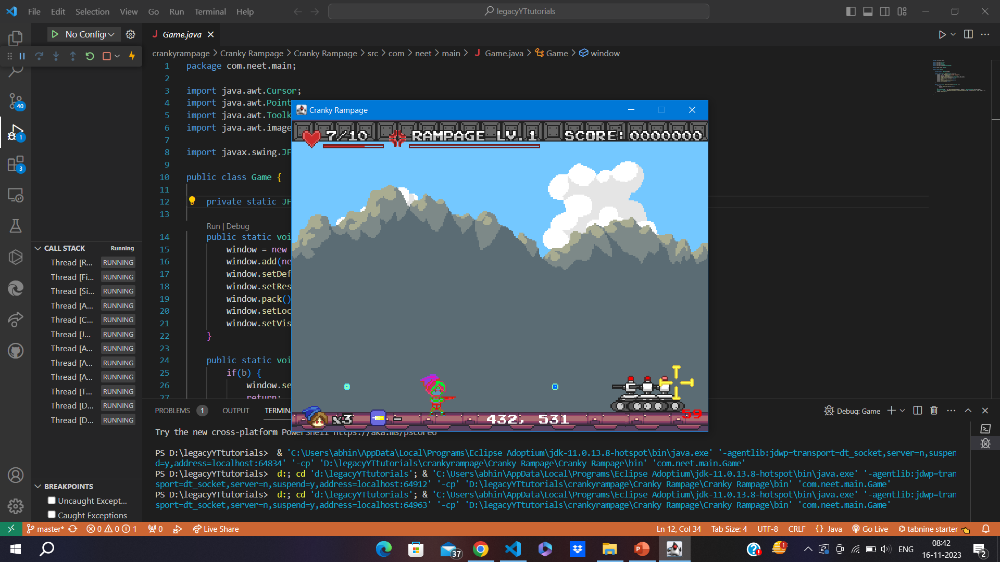 File Edit Selection View Go Run Terminal Help
legacyYTtutorials
No Config
Game.java
crankyrampage > Cranky Rampage > Cranky Rampage > src > com > neet > main > Game.java > Game > window
1 package com.neet.main;
2
3 import java.awt.Cursor;
4 import java.awt.Point
5 import java.awt.Toolk
6 import java.awt.image
7
8 import javax.swing.JF
9
10 public class Game {
11
12 private static JF
13
Run | Debug
14 public static voi
15 window = new
16 window.add(ne
17 window.setDef
18 window.setRes
19 window.pack()
20 window.setLoc
21 window.setVis
22 }
23
24 public static voi
25 if(b) {
26 window.se
27 return;
40
1
3
CALL STACK Running
Thread [R... RUNNING
Thread [Fi... RUNNING
Thread [Si... RUNNING
Thread [A... RUNNING
Thread [C... RUNNING
Thread [J... RUNNING
Thread [A... RUNNING
Thread [A... RUNNING
Thread [A... RUNNING
Thread [T... RUNNING
Thread [D... RUNNING
Thread [D... RUNNING
BREAKPOINTS
Uncaught Except...
Caught Exceptions
Cranky Rampage
7/10 RAMPAGE LV.1 SCORE: 0000000
59
x3 - 432, 531
PROBLEMS 1 OUTPUT TERMINA
Debug: Game
Try the new cross-platform PowerShell https://aka.ms/pscore6
PS D:\legacyYTtutorials> & 'C:\Users\abhin\AppData\Local\Programs\Eclipse Adoptium\jdk-11.0.13.8-hotspot\bin\java.exe' '-agentlib:jdwp=transport=dt_socket,server=n,suspen
d=y,address=localhost:64834' '-cp' 'D:\legacyYTtutorials\crankyrampage\Cranky Rampage\Cranky Rampage\bin' 'com.neet.main.Game'
PS D:\legacyYTtutorials> d:; cd 'd:\legacyYTtutorials'; & 'C:\Users\abhin\AppData\Local\Programs\Eclipse Adoptium\jdk-11.0.13.8-hotspot\bin\java.exe' '-agentlib:jdwp=tran
sport=dt_socket,server=n,suspend=y,address=localhost:64912' '-cp' 'D:\legacyYTtutorials\crankyrampage\Cranky Rampage\Cranky Rampage\bin' 'com.neet.main.Game'
PS D:\legacyYTtutorials> d:; cd 'd:\legacyYTtutorials'; & 'C:\Users\abhin\AppData\Local\Programs\Eclipse Adoptium\jdk-11.0.13.8-hotspot\bin\java.exe' '-agentlib:jdwp=tran
sport=dt_socket,server=n,suspend=y,address=localhost:64963' '-cp' 'D:\legacyYTtutorials\crankyrampage\Cranky Rampage\Cranky Rampage\bin' 'com.neet.main.Game'
master* 0 0 1 0 Live Share Ln 12, Col 34 Tab Size: 4 UTF-8 CRLF {} Java Go Live tabnine starter
37 1 ENG 08:42
16-11-2023 2